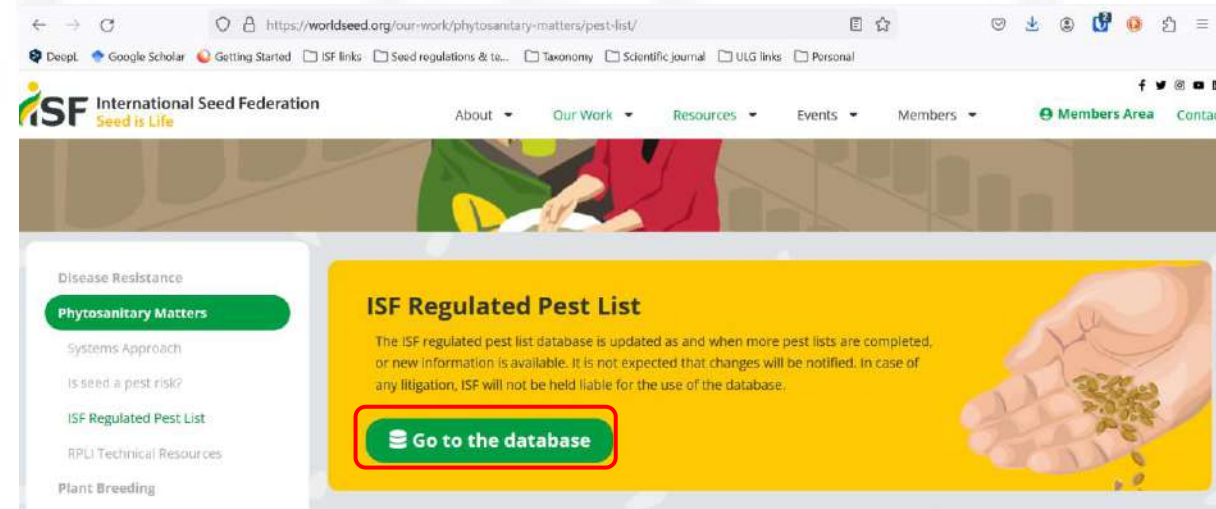 https://worldseed.org/our-work/phytosanitary-matters/pest-list/
DeepL Google Scholar Getting Started ISF links Seed regulations & te... Taxonomy Scientific journal ULG links Personal
ISF International Seed Federation
Seed is Life
About Our Work Resources Events Members Members Area Contac
Disease Resistance
Phytosanitary Matters
Systems Approach
Is seed a pest risk?
ISF Regulated Pest List
RPLI Technical Resources
Plant Breeding
ISF Regulated Pest List
The ISF regulated pest list database is updated as and when more pest lists are completed,
or new information is available. It is not expected that changes will be notified. In case of
any litigation, ISF will not be held liable for the use of the database.
Go to the database